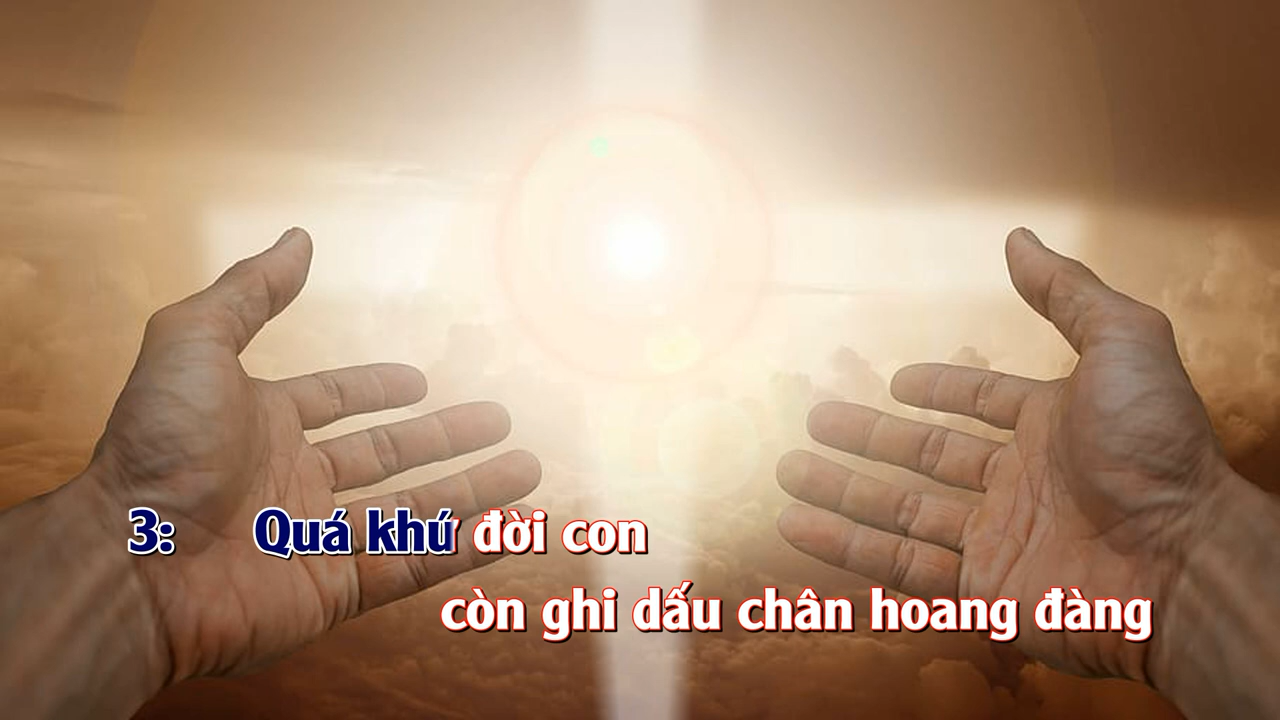 3: Quá khứ đời con
còn ghi dấu chân hoang đàng